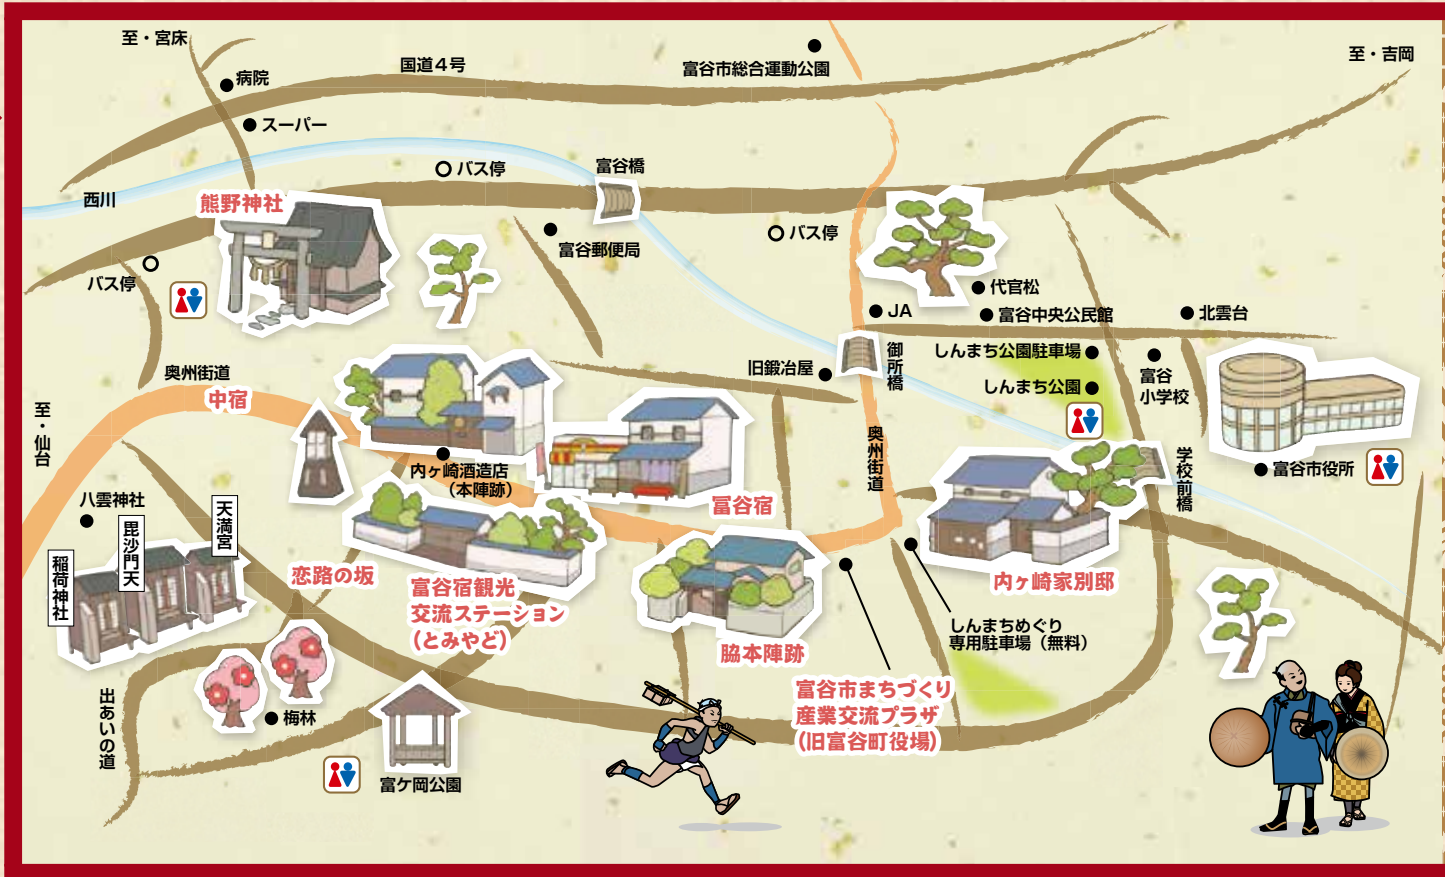 至・宮床
国道４号
富谷市総合運動公園
至・吉岡
病院
スーパー
バス停
富谷橋
西川
熊野神社
バス停
富谷郵便局
バス停
代官松
JA
富谷中央公民館
北雲台
しんまち公園駐車場
しんまち公園
富谷
小学校
御所橋
旧鍛冶屋
奥州街道
中宿
至・仙台
内ヶ崎酒造店
（本陣跡）
冨谷宿
奥州街道
学校前橋
富谷市役所
八雲神社
天満宮
毘沙門天
稲荷神社
恋路の坂
富谷宿観光
交流ステーション
（とみやど）
脇本陣跡
内ヶ崎家別邸
しんまちめぐり
専用駐車場（無料）
富谷市まちづくり
産業交流プラザ
（旧富谷町役場）
出あいの道
梅林
富ケ岡公園